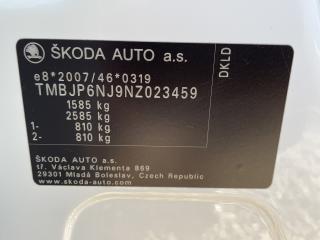 ŠKODA AUTO a.s.
e8*2007/46*0319
TMBJP6NJ9NZ023459
1585 kg
2585 kg
1- 810 kg
2- 810 kg
ŠKODA AUTO a.s.
tř. Václava Klementa 869
29301 Mladá Boleslav, Czech Republic
www.skoda-auto.com
DKLD